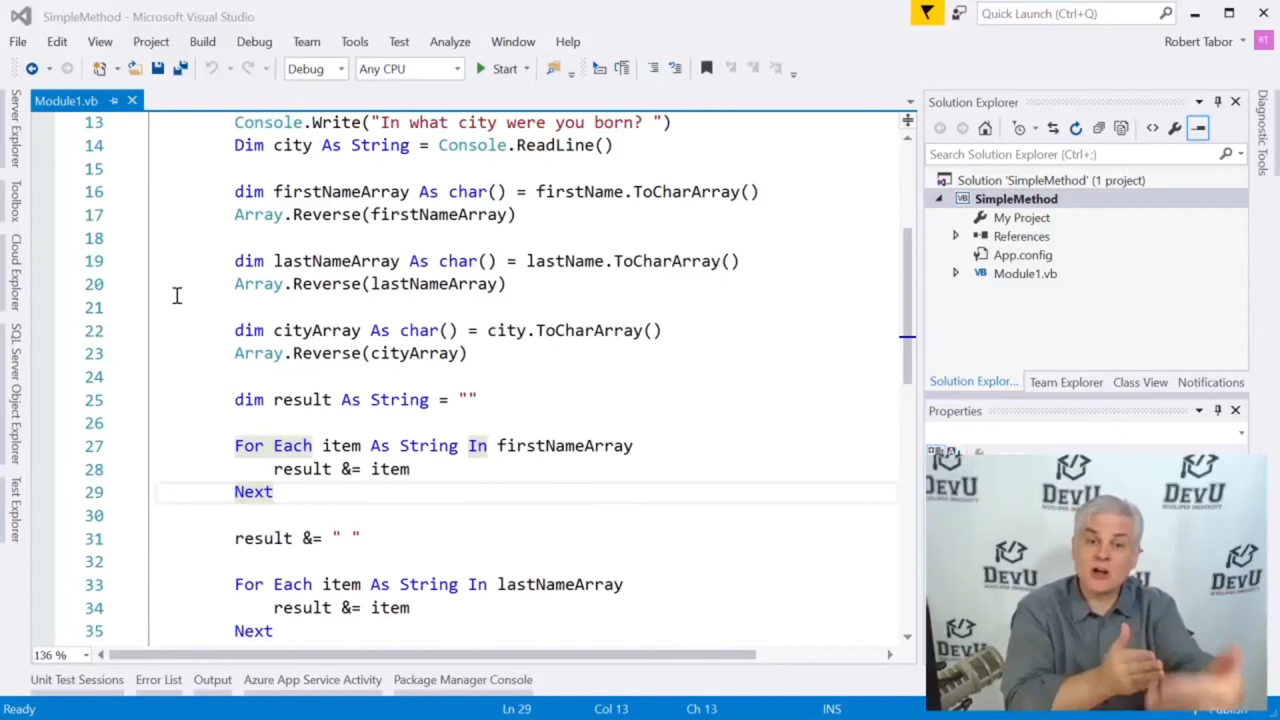 SimpleMethod - Microsoft Visual Studio
Quick Launch (Ctrl+Q)
File Edit View Project Build Debug Team Tools Test Analyze Window Help
Robert Tabor RT
Debug Any CPU Start
Module1.vb
Server Explorer
Toolbox
Cloud Explorer
SQL Server Object Explorer
Test Explorer
13 Console.Write("In what city were you born? ")
14 Dim city As String = Console.ReadLine()
15
16 dim firstNameArray As char() = firstName.ToCharArray()
17 Array.Reverse(firstNameArray)
18
19 dim lastNameArray As char() = lastName.ToCharArray()
20 Array.Reverse(lastNameArray)
21
22 dim cityArray As char() = city.ToCharArray()
23 Array.Reverse(cityArray)
24
25 dim result As String = ""
26
27 For Each item As String In firstNameArray
28 result &= item
29 Next
30
31 result &= " "
32
33 For Each item As String In lastNameArray
34 result &= item
35 Next
136 %
Solution Explorer
Search Solution Explorer (Ctrl+;)
Solution 'SimpleMethod' (1 project)
SimpleMethod
My Project
References
App.config
Module1.vb
Solution Explor... Team Explorer Class View Notifications
Properties
Diagnostic Tools
DevU DevU
DEVELOPER UNIVERSITY DEVELOPER UNIVERSITY
DevU DevU
DevU
Unit Test Sessions Error List Output Azure App Service Activity Package Manager Console
Ready Ln 29 Col 13 Ch 13 INS Publish